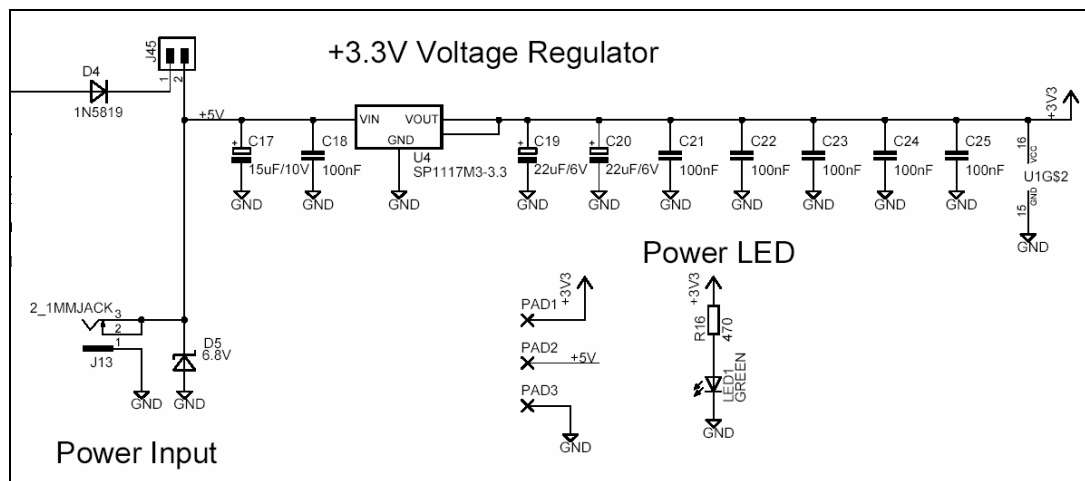 +3.3V Voltage Regulator
J45
1
2
D4
1N5819
+5V
+
C17
15uF/10V
GND
C18
100nF
GND
VIN
VOUT
GND
U4
SP1117M3-3.3
GND
+
C19
22uF/6V
GND
+
C20
22uF/6V
GND
C21
100nF
GND
C22
100nF
GND
C23
100nF
GND
C24
100nF
GND
C25
100nF
GND
+3V3
16
VCC
U1G$2
GND
15
GND
Power LED
2_1MMJACK
3
2
1
J13
GND
D5
6.8V
GND
Power Input
PAD1
+3V3
PAD2
+5V
PAD3
GND
+3V3
R16
470
LED1
GREEN
GND